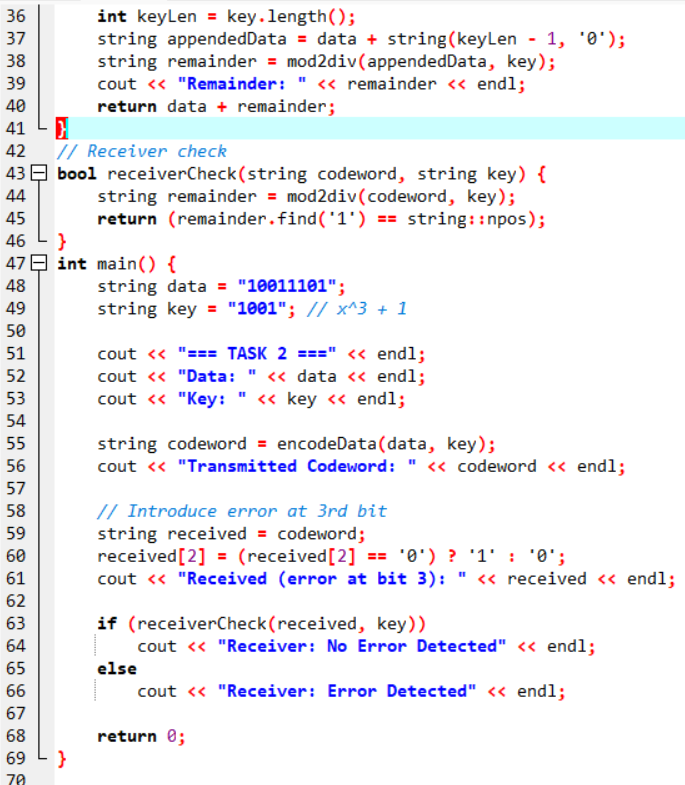 36 int keyLen = key.length();
37 string appendedData = data + string(keyLen - 1, '0');
38 string remainder = mod2div(appendedData, key);
39 cout << "Remainder: " << remainder << endl;
40 return data + remainder;
41 }
42 // Receiver check
43 bool receiverCheck(string codeword, string key) {
44 string remainder = mod2div(codeword, key);
45 return (remainder.find('1') == string::npos);
46 }
47 int main() {
48 string data = "10011101";
49 string key = "1001"; // x^3 + 1
50
51 cout << "=== TASK 2 ===" << endl;
52 cout << "Data: " << data << endl;
53 cout << "Key: " << key << endl;
54
55 string codeword = encodeData(data, key);
56 cout << "Transmitted Codeword: " << codeword << endl;
57
58 // Introduce error at 3rd bit
59 string received = codeword;
60 received[2] = (received[2] == '0') ? '1' : '0';
61 cout << "Received (error at bit 3): " << received << endl;
62
63 if (receiverCheck(received, key))
64 cout << "Receiver: No Error Detected" << endl;
65 else
66 cout << "Receiver: Error Detected" << endl;
67
68 return 0;
69 }
70